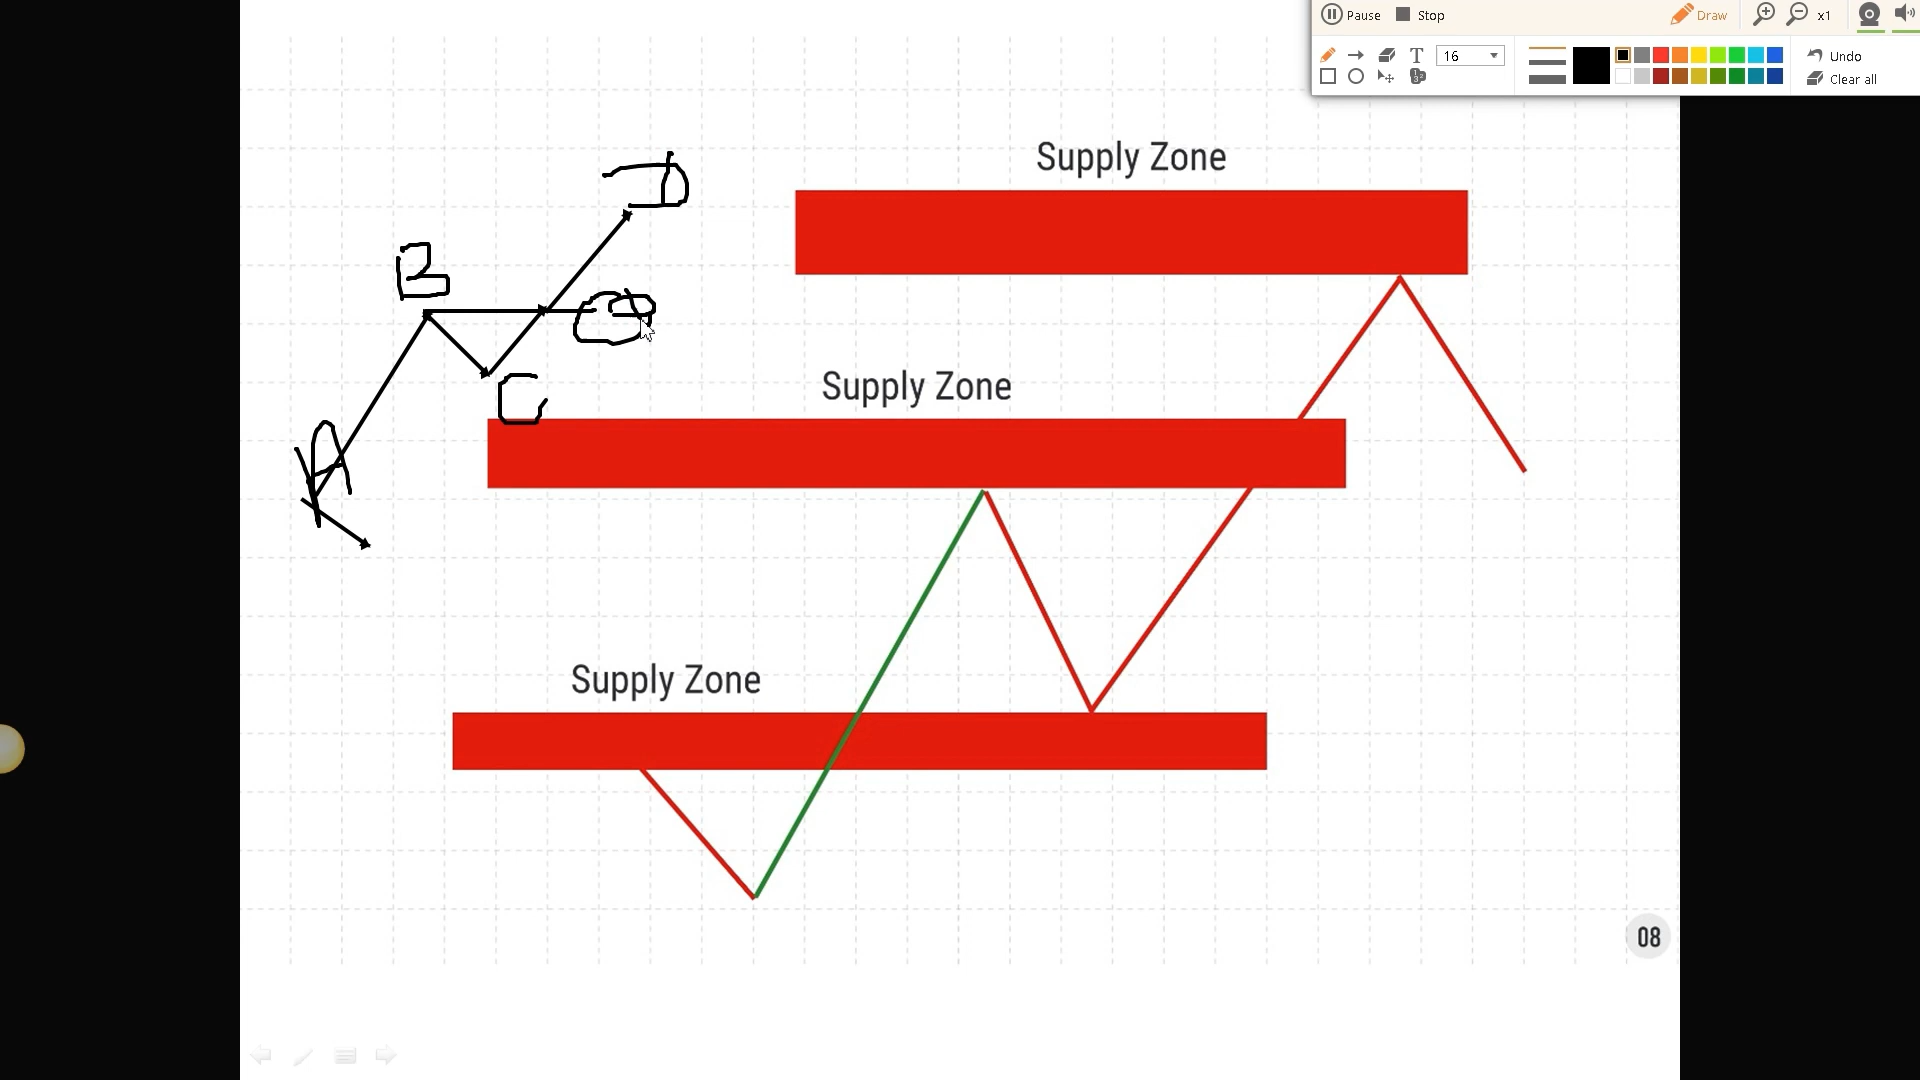 Pause Stop Draw x1
T 16 Undo
Clear all
Supply Zone
D
B
Supply Zone
C
A
Supply Zone
08